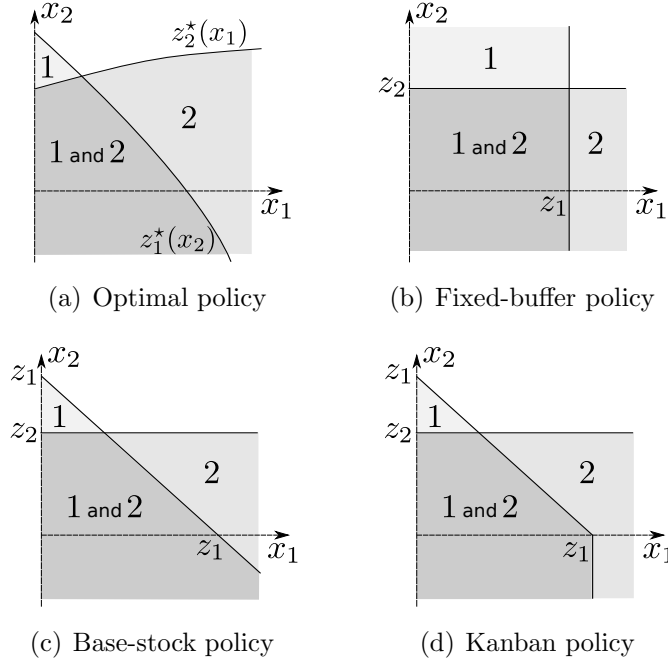 x₂
z₂*(x₁)
1
2
1 and 2
x₁
z₁*(x₂)
(a) Optimal policy
x₂
1
z₂
1 and 2
2
z₁
x₁
(b) Fixed-buffer policy
x₂
z₁
1
z₂
2
1 and 2
z₁
x₁
(c) Base-stock policy
x₂
z₁
1
z₂
2
1 and 2
z₁
x₁
(d) Kanban policy